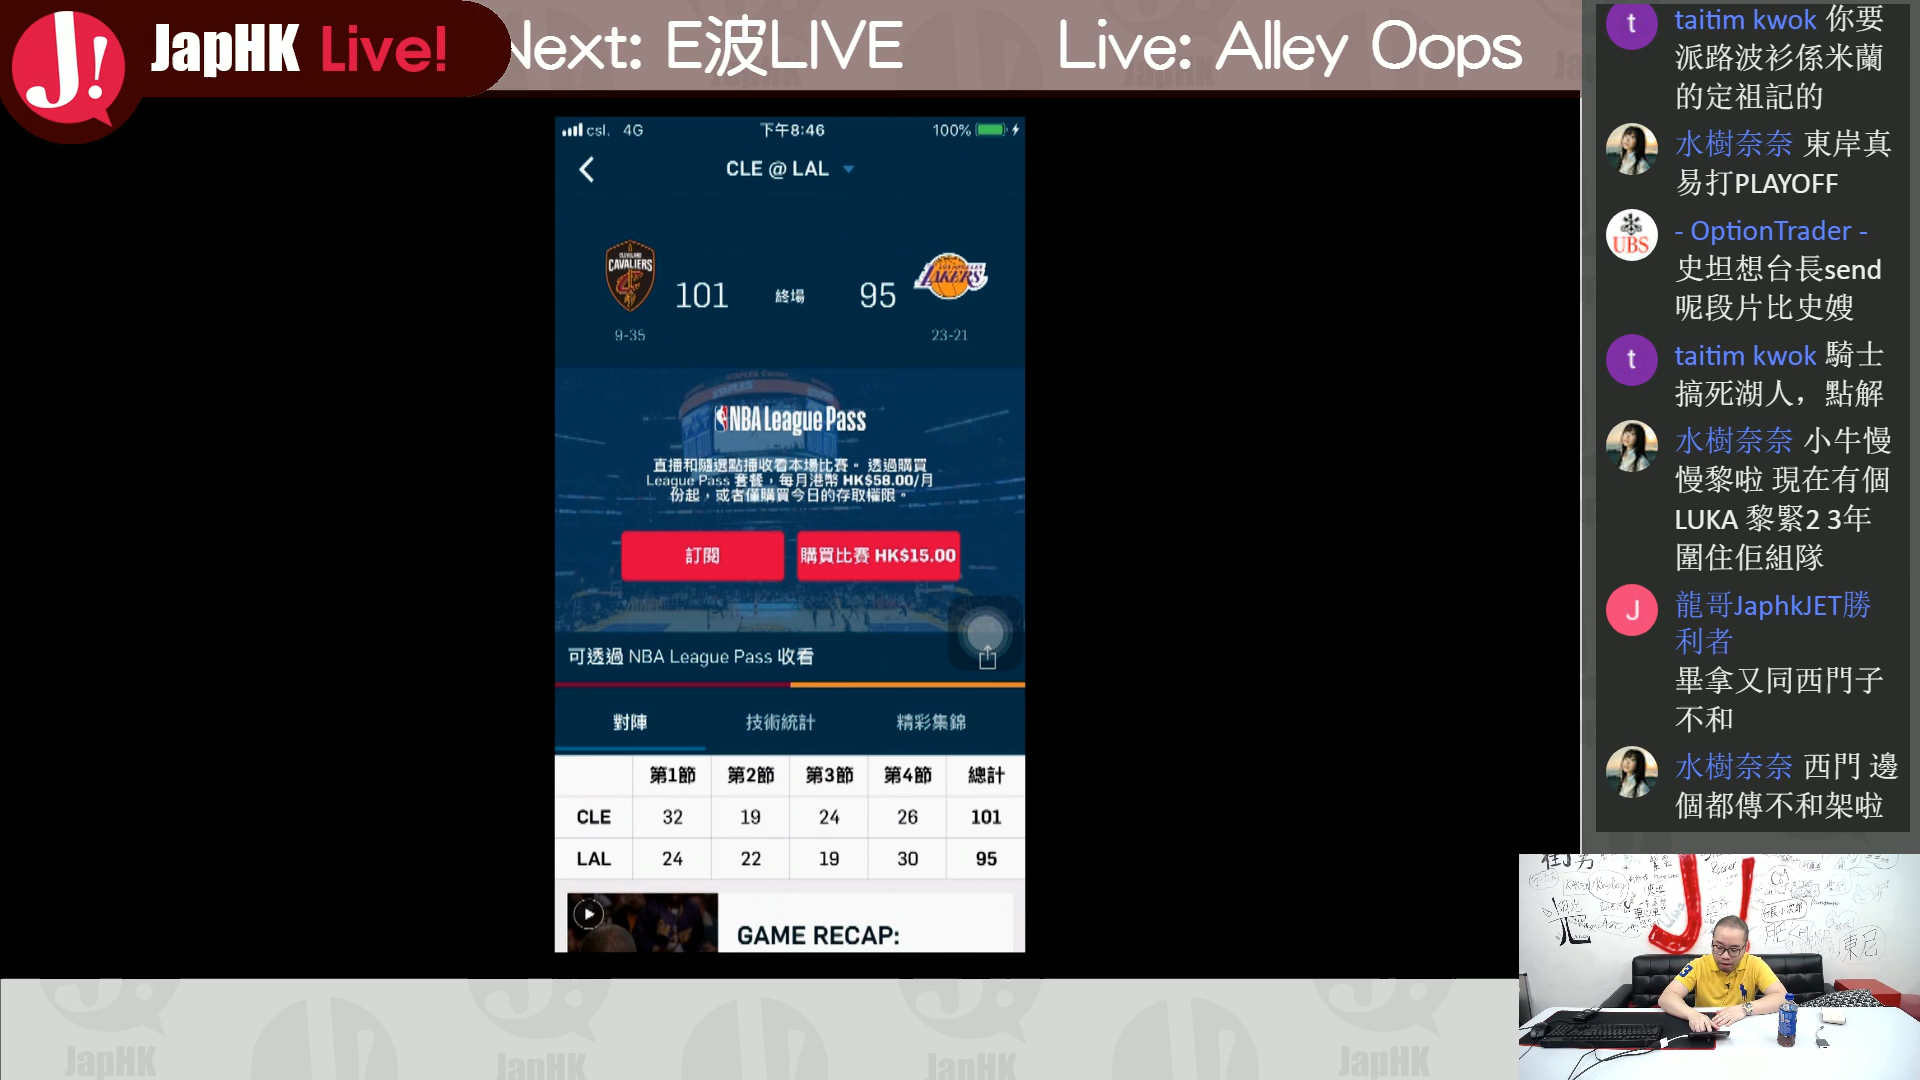 J! JapHK Live!
Next: E波LIVE
Live: Alley Oops
csl. 4G 下午8:46 100%
CLE @ LAL
CLEVELAND CAVALIERS
LOS ANGELES LAKERS
101 終場 95
9-35 23-21
STAPLES Center
STAPLES
NBA League Pass
直播和隨選點播收看本場比賽。 透過購買
League Pass 套餐，每月港幣 HK$58.00/月
份起，或者僅購買今日的存取權限。
訂閱
購買比賽 HK$15.00
可透過 NBA League Pass 收看
對陣 技術統計 精彩集錦
第1節 第2節 第3節 第4節 總計
CLE 32 19 24 26 101
LAL 24 22 19 30 95
GAME RECAP:
t
taitim kwok 你要
派路波衫係米蘭
的定祖記的
水樹奈奈 東岸真
易打PLAYOFF
UBS
- OptionTrader -
史坦想台長send
呢段片比史嫂
t
taitim kwok 騎士
搞死湖人，點解
水樹奈奈 小牛慢
慢黎啦 現在有個
LUKA 黎緊2 3年
圍住佢組隊
J
龍哥JaphkJET勝
利者
畢拿又同西門子
不和
水樹奈奈 西門 邊
個都傳不和架啦
J!
東尼
JapHK
JapHK
JapHK
JapHK